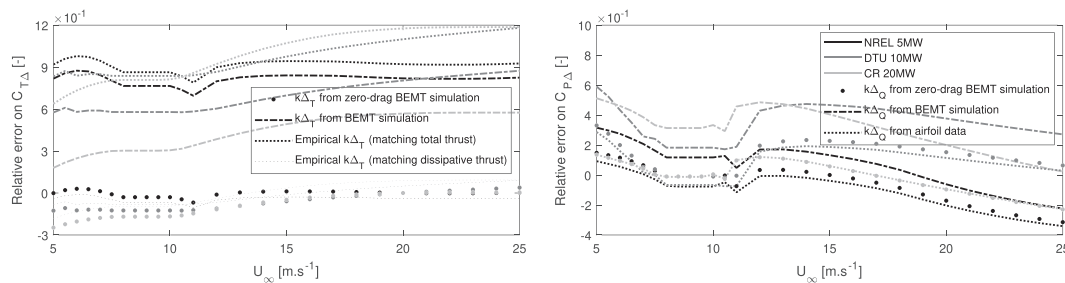 ×10⁻¹
12
9
6
3
0
-3
5
10
15
20
25
Relative error on C_{TΔ} [-]
U_∞ [m.s⁻¹]
kΔ_T from zero-drag BEMT simulation
kΔ_T from BEMT simulation
Empirical kΔ_T (matching total thrust)
Empirical kΔ_T (matching dissipative thrust)
×10⁻¹
10
8
6
4
2
0
-2
-4
5
10
15
20
25
Relative error on C_{PΔ} [-]
U_∞ [m.s⁻¹]
NREL 5MW
DTU 10MW
CR 20MW
kΔ_Q from zero-drag BEMT simulation
kΔ_Q from BEMT simulation
kΔ_Q from airfoil data